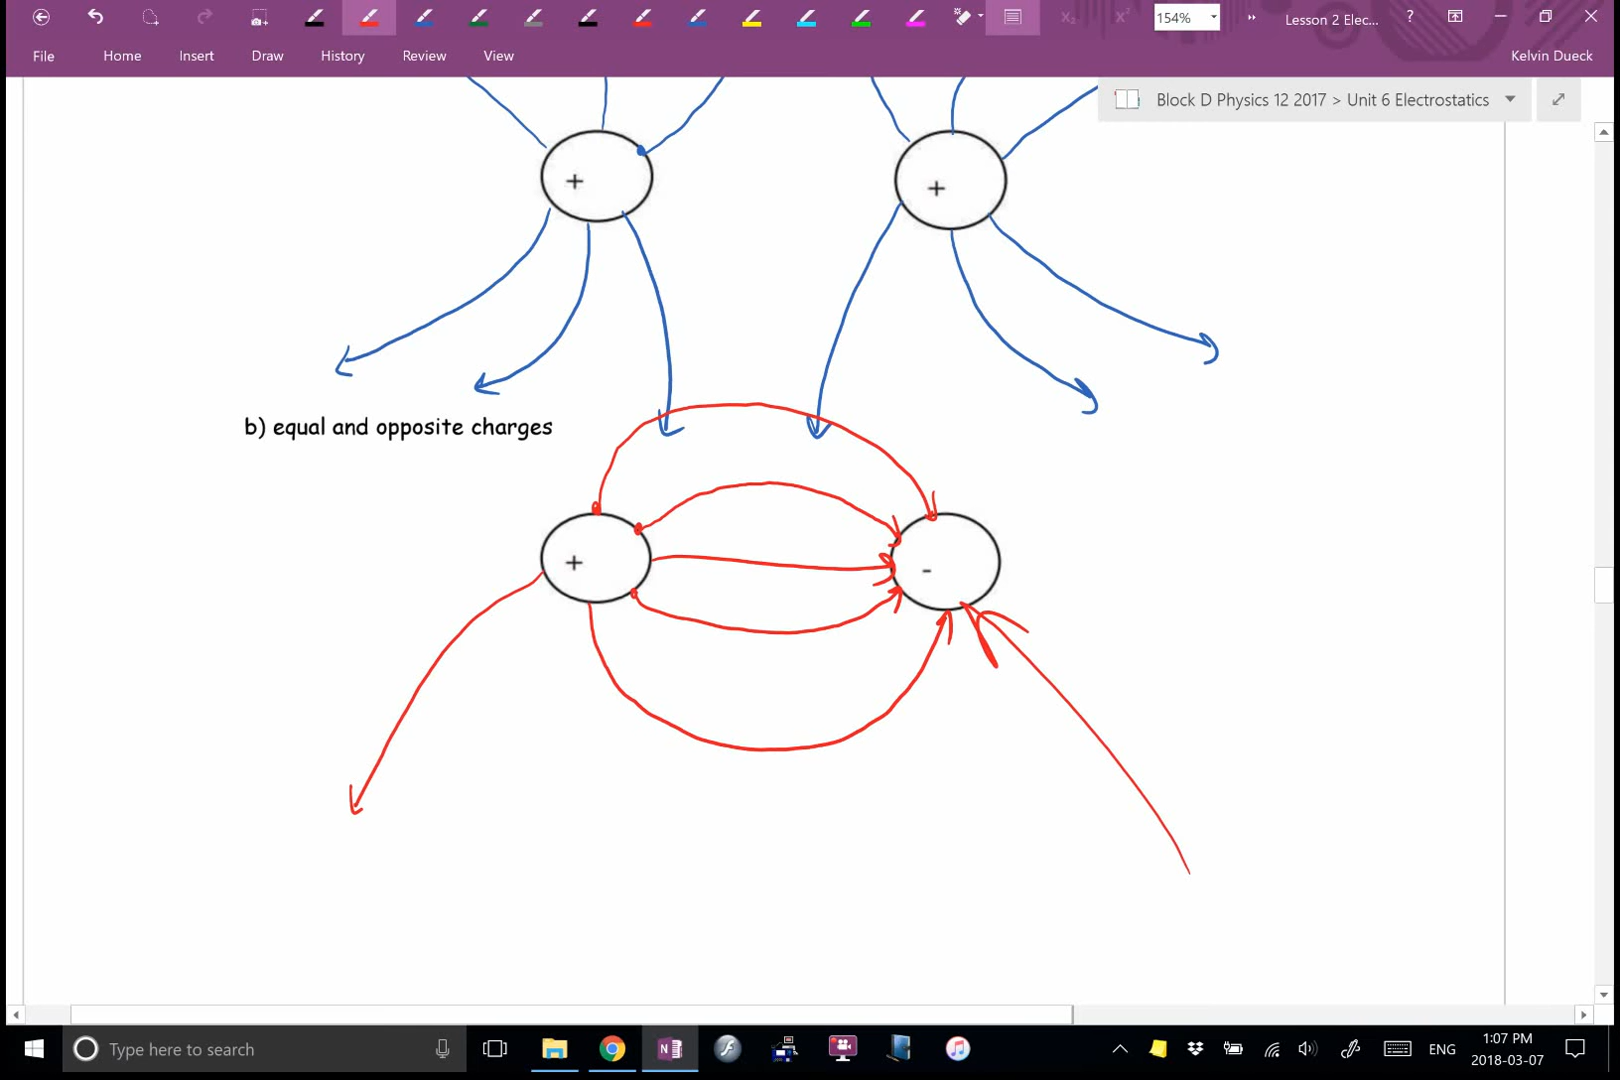 154%
Lesson 2 Elec...
?
File Home Insert Draw History Review View
Kelvin Dueck
Block D Physics 12 2017 > Unit 6 Electrostatics
+ +
b) equal and opposite charges
+ -
Type here to search
ENG
1:07 PM
2018-03-07